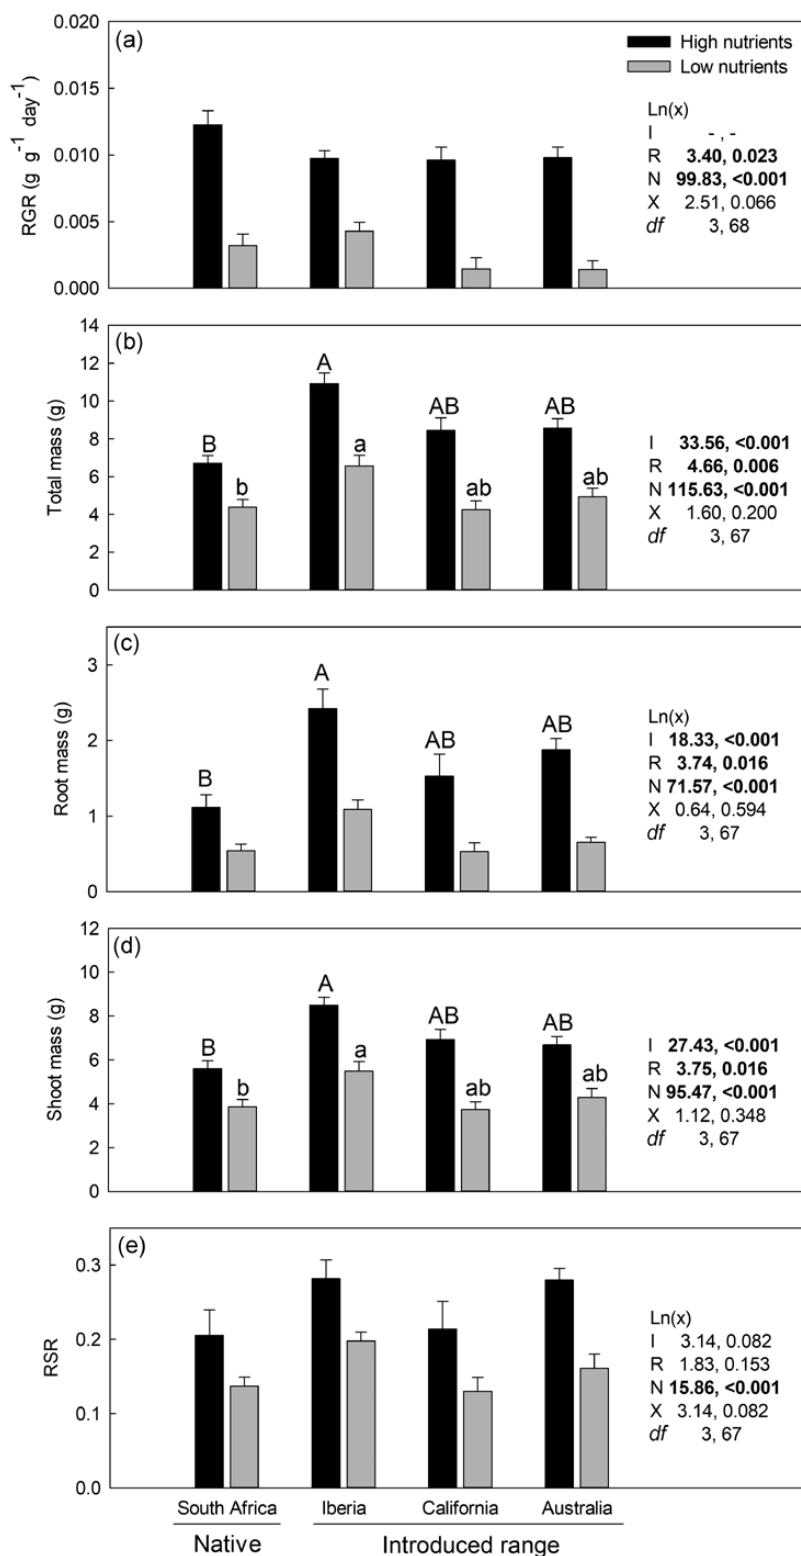 (a)
High nutrients
Low nutrients
RGR (g g⁻¹ day⁻¹)
0.020
0.015
0.010
0.005
0.000
Ln(x)
I - , -
R 3.40, 0.023
N 99.83, <0.001
X 2.51, 0.066
df 3, 68
(b)
Total mass (g)
14
12
10
8
6
4
2
0
B
b
A
a
AB
ab
AB
ab
I 33.56, <0.001
R 4.66, 0.006
N 115.63, <0.001
X 1.60, 0.200
df 3, 67
(c)
Root mass (g)
3
2
1
0
B
A
AB
AB
Ln(x)
I 18.33, <0.001
R 3.74, 0.016
N 71.57, <0.001
X 0.64, 0.594
df 3, 67
(d)
Shoot mass (g)
12
10
8
6
4
2
0
B
b
A
a
AB
ab
AB
ab
I 27.43, <0.001
R 3.75, 0.016
N 95.47, <0.001
X 1.12, 0.348
df 3, 67
(e)
RSR
0.3
0.2
0.1
0.0
Ln(x)
I 3.14, 0.082
R 1.83, 0.153
N 15.86, <0.001
X 3.14, 0.082
df 3, 67
South Africa Iberia California Australia
Native Introduced range